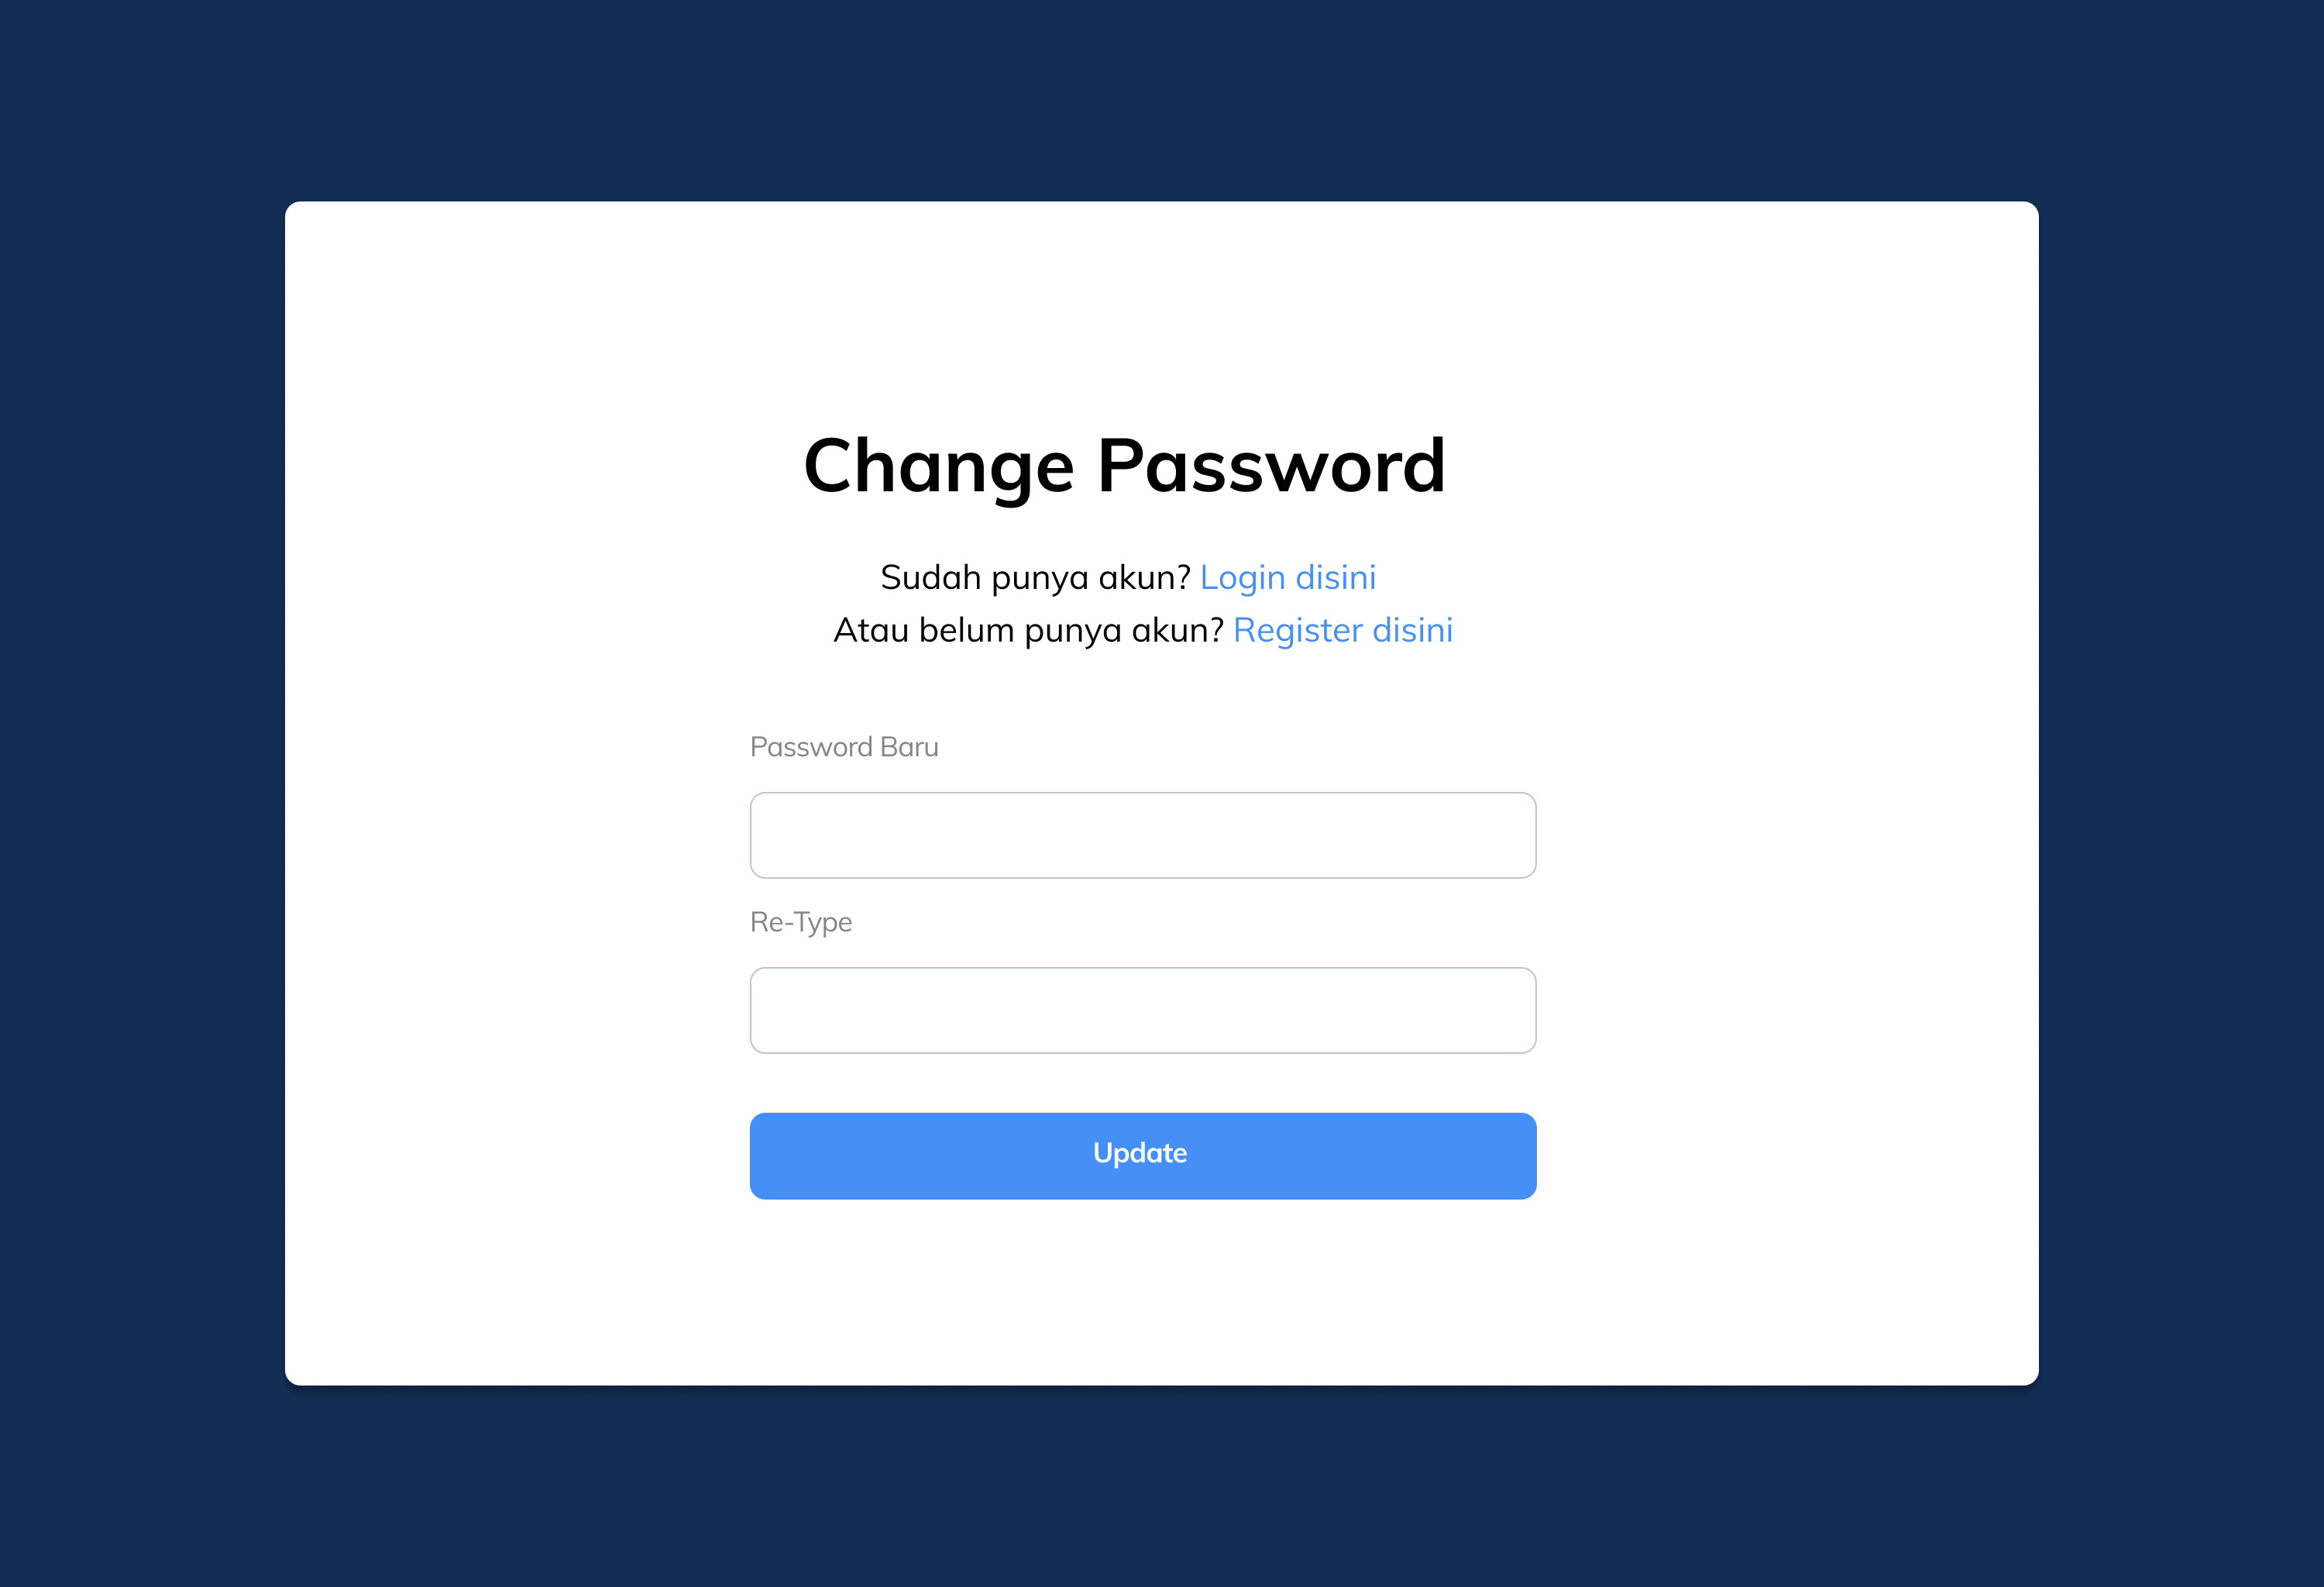 Change Password
Sudah punya akun? Login disini
Atau belum punya akun? Register disini
Password Baru
Re-Type
Update